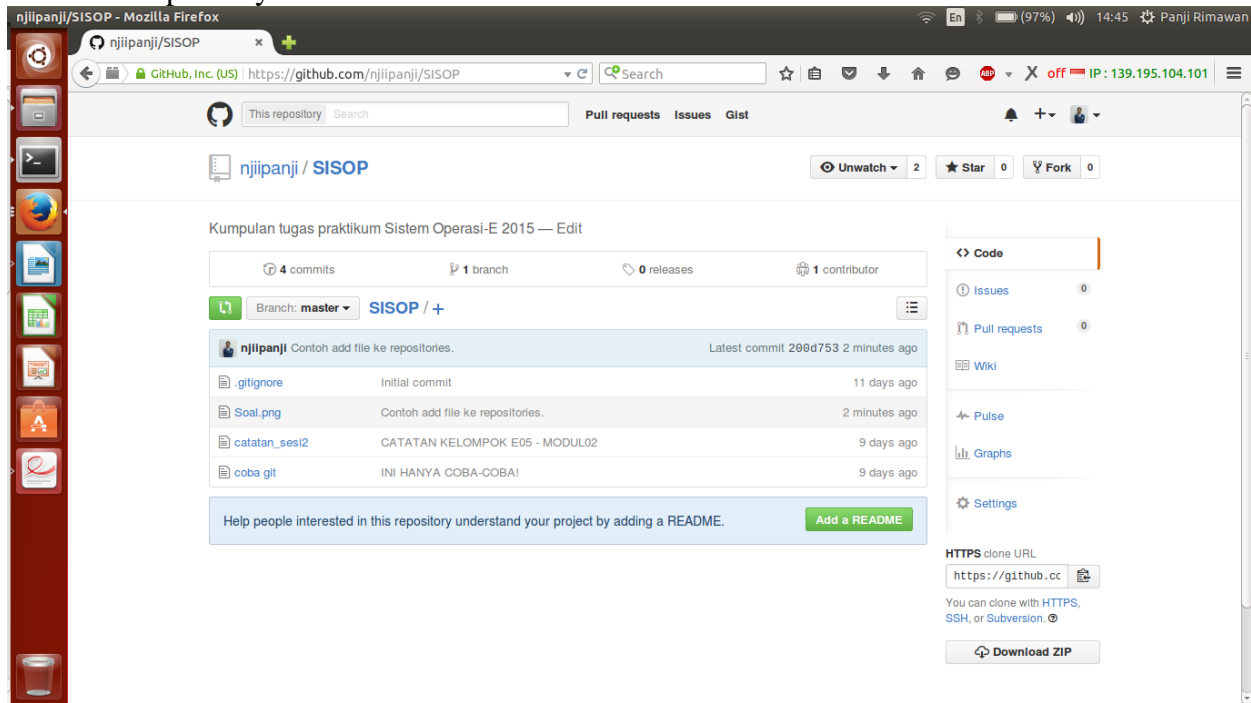 njiipanji/SISOP - Mozilla Firefox
En (97%) 14:45 Panji Rimawan
njiipanji/SISOP ×
GitHub, Inc. (US) https://github.com/njiipanji/SISOP Search ABP X off IP : 139.195.104.101
This repository Search Pull requests Issues Gist
njiipanji / SISOP Unwatch 2 Star 0 Fork 0
Kumpulan tugas praktikum Sistem Operasi-E 2015 — Edit
4 commits 1 branch 0 releases 1 contributor
Branch: master SISOP / +
njiipanji Contoh add file ke repositories. Latest commit 200d753 2 minutes ago
.gitignore Initial commit 11 days ago
Soal.png Contoh add file ke repositories. 2 minutes ago
catatan_sesi2 CATATAN KELOMPOK E05 - MODUL02 9 days ago
coba git INI HANYA COBA-COBA! 9 days ago
Help people interested in this repository understand your project by adding a README. Add a README
Code
Issues 0
Pull requests 0
Wiki
Pulse
Graphs
Settings
HTTPS clone URL
https://github.cc
You can clone with HTTPS,
SSH, or Subversion.
Download ZIP